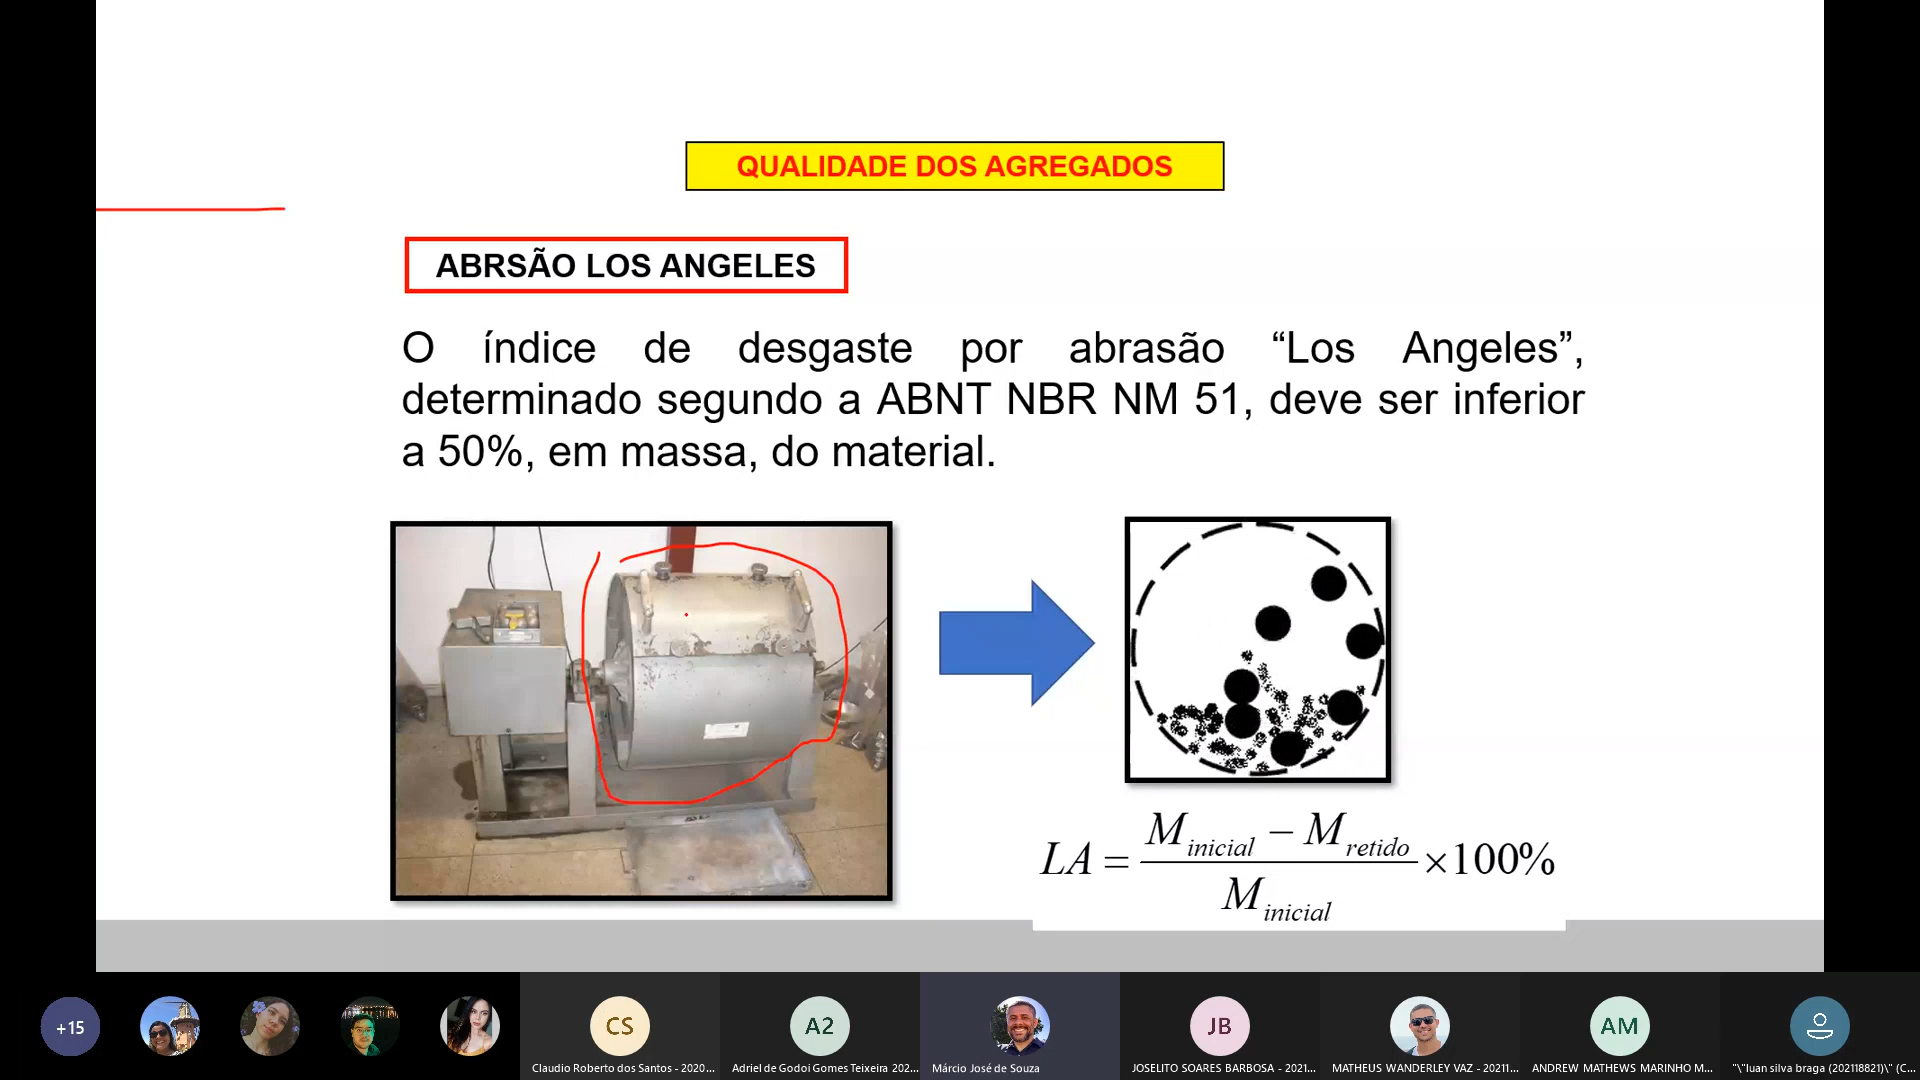 QUALIDADE DOS AGREGADOS
ABRSÃO LOS ANGELES
O índice de desgaste por abrasão “Los Angeles”,
determinado segundo a ABNT NBR NM 51, deve ser inferior
a 50%, em massa, do material.
LA = (M inicial − M retido) / M inicial ×100%
+15
CS
A2
JB
AM
Claudio Roberto dos Santos - 2020...
Adriel de Godoi Gomes Teixeira 202...
Márcio José de Souza
JOSELITO SOARES BARBOSA - 2021...
MATHEUS WANDERLEY VAZ - 20211...
ANDREW MATHEWS MARINHO M...
"\"luan silva braga (202118821)\" (C...